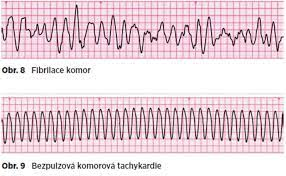 Obr. 8 Fibrilace komor
Obr. 9 Bezpulzová komorová tachykardie